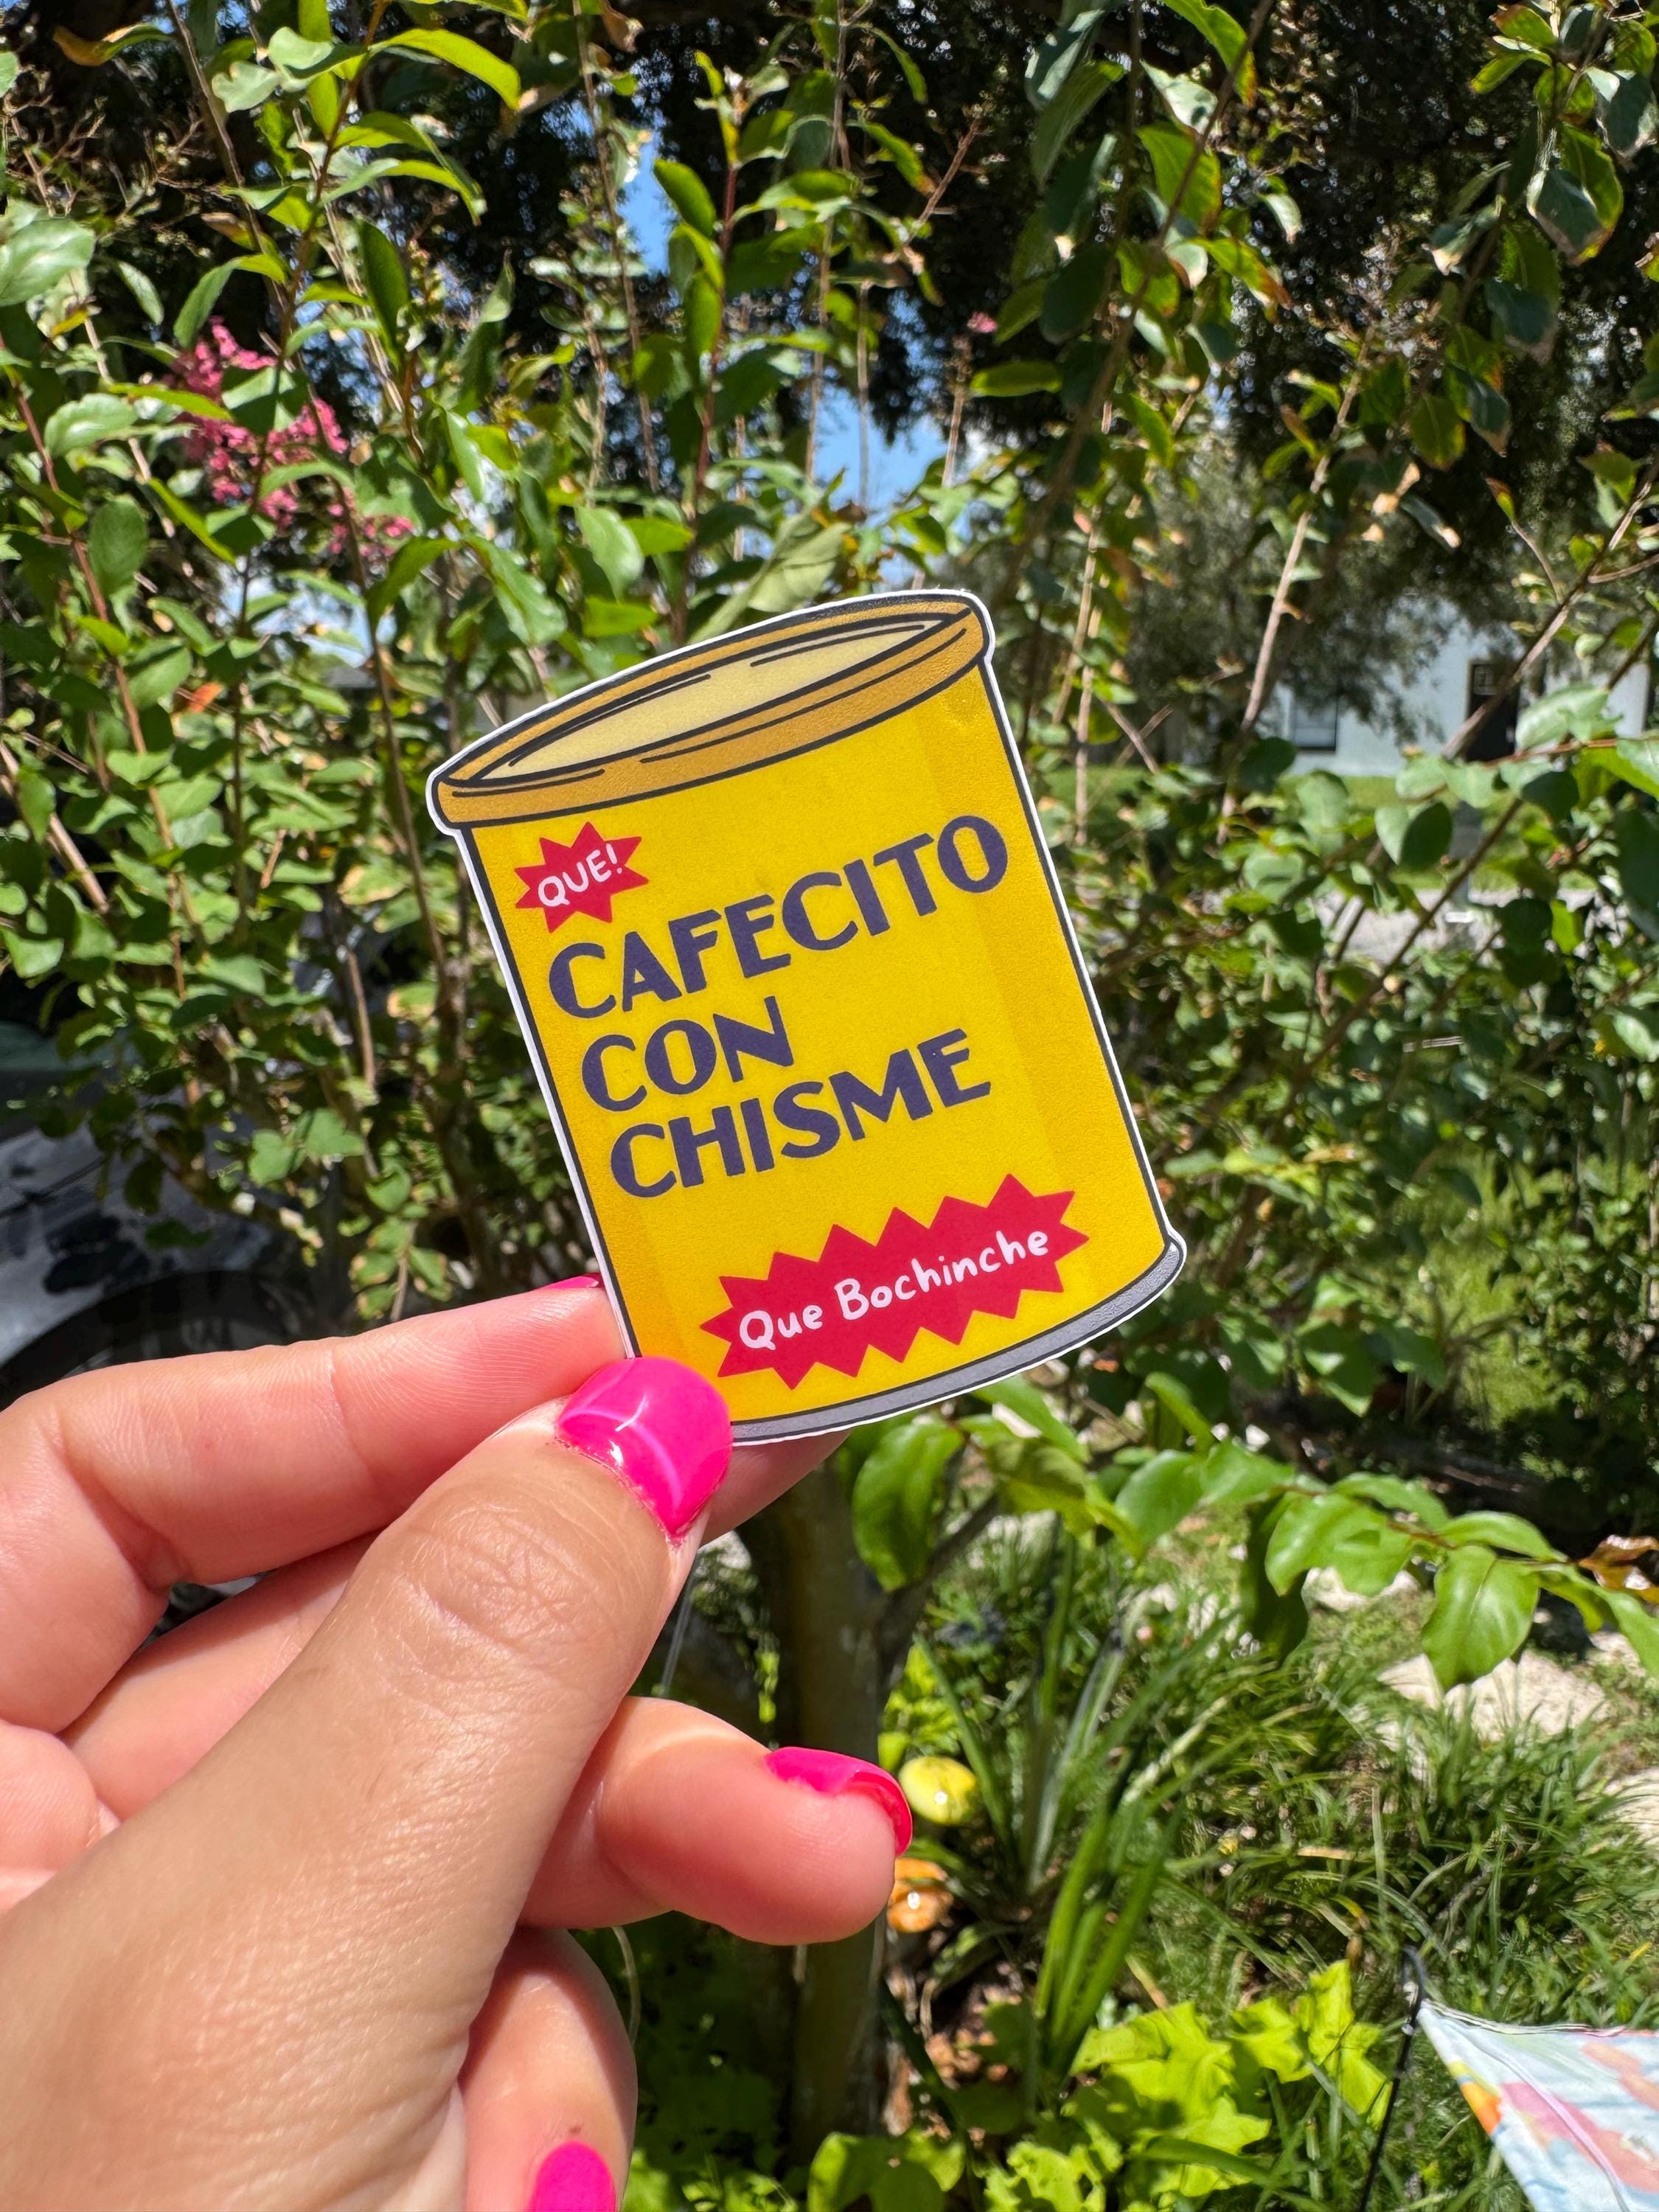 QUE!
CAFECITO
CON
CHISME
Que Bochinche